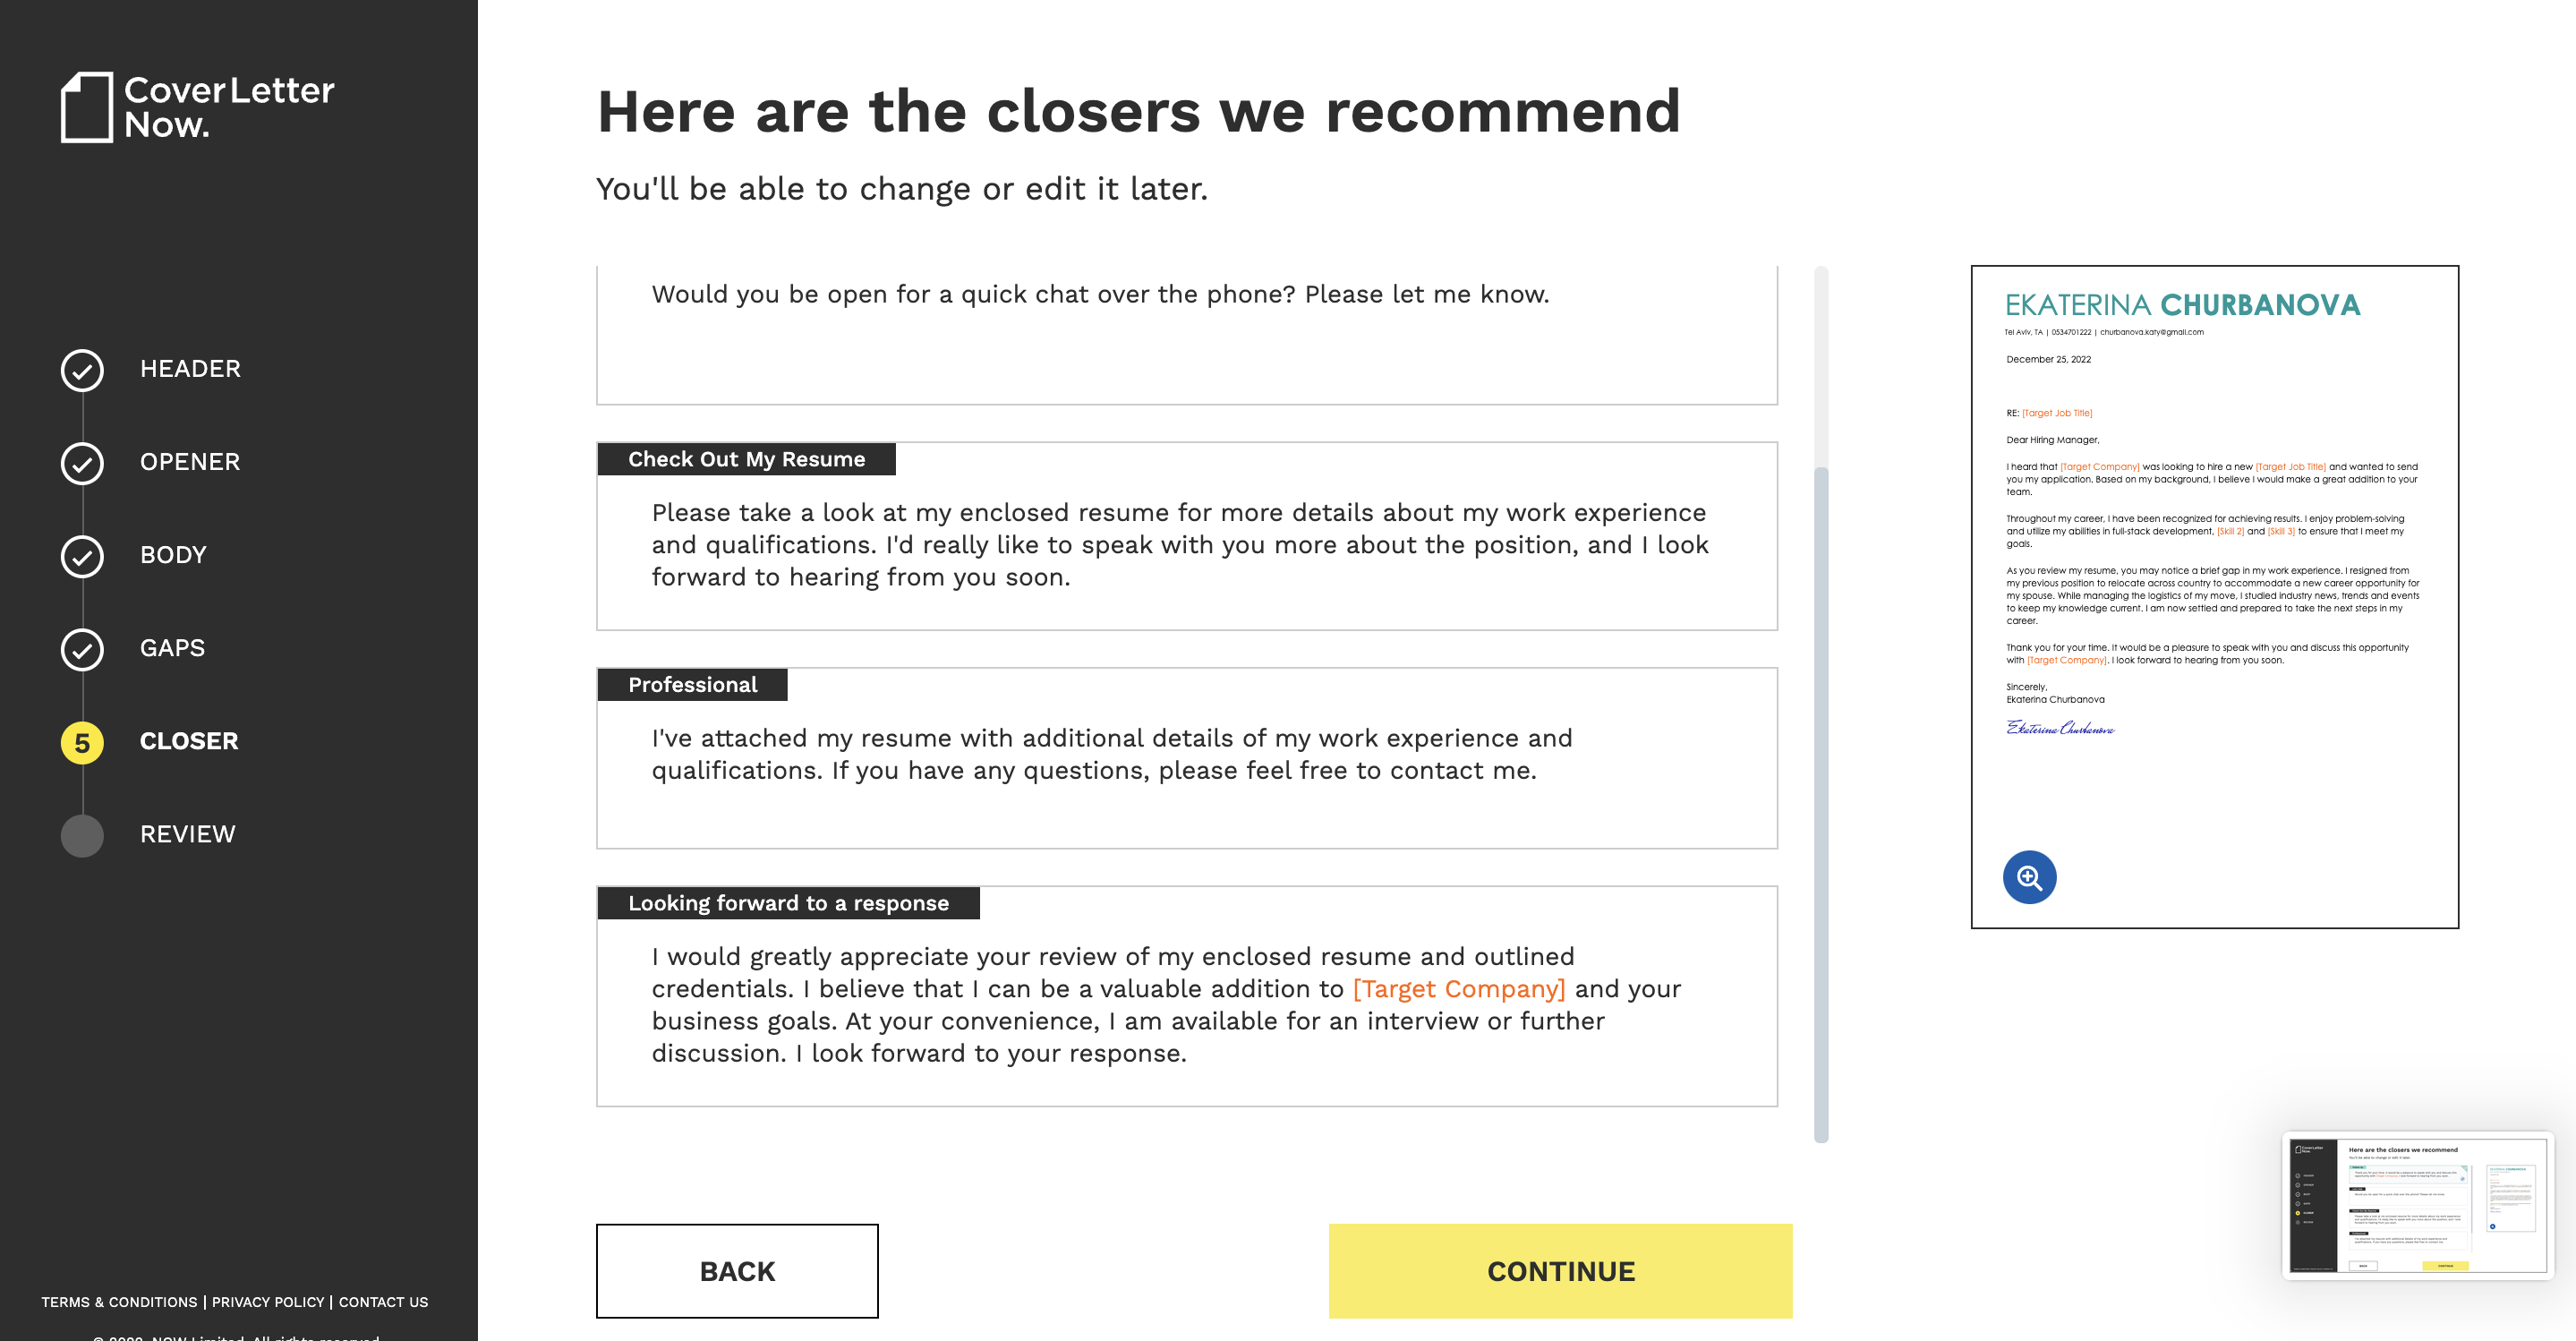 CoverLetter
Now.
HEADER
OPENER
BODY
GAPS
5 CLOSER
REVIEW
TERMS & CONDITIONS | PRIVACY POLICY | CONTACT US
Here are the closers we recommend
You'll be able to change or edit it later.
Would you be open for a quick chat over the phone? Please let me know.
Check Out My Resume
Please take a look at my enclosed resume for more details about my work experience
and qualifications. I'd really like to speak with you more about the position, and I look
forward to hearing from you soon.
Professional
I've attached my resume with additional details of my work experience and
qualifications. If you have any questions, please feel free to contact me.
Looking forward to a response
I would greatly appreciate your review of my enclosed resume and outlined
credentials. I believe that I can be a valuable addition to [Target Company] and your
business goals. At your convenience, I am available for an interview or further
discussion. I look forward to your response.
BACK
CONTINUE
EKATERINA CHURBANOVA
Tel Aviv, TA | 0534701222 | churbanova.katy@gmail.com
December 25, 2022
RE: [Target Job Title]
Dear Hiring Manager,
I heard that [Target Company] was looking to hire a new [Target Job Title] and wanted to send
you my application. Based on my background, I believe I would make a great addition to your
team.
Throughout my career, I have been recognized for achieving results. I enjoy problem-solving
and utilize my abilities in full-stack development, [Skill 2] and [Skill 3] to ensure that I meet my
goals.
As you review my resume, you may notice a brief gap in my work experience. I resigned from
my previous position to relocate across country to accommodate a new career opportunity for
my spouse. While managing the logistics of my move, I studied industry news, trends and events
to keep my knowledge current. I am now settled and prepared to take the next steps in my
career.
Thank you for your time. It would be a pleasure to speak with you and discuss this opportunity
with [Target Company]. I look forward to hearing from you soon.
Sincerely,
Ekaterina Churbanova
Ekaterina Churbanova
Here are the closers we recommend